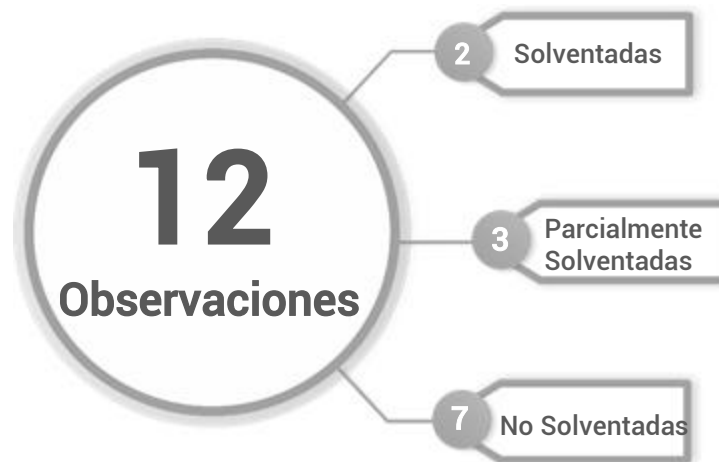 12
Observaciones
2
Solventadas
3
Parcialmente
Solventadas
7
No Solventadas